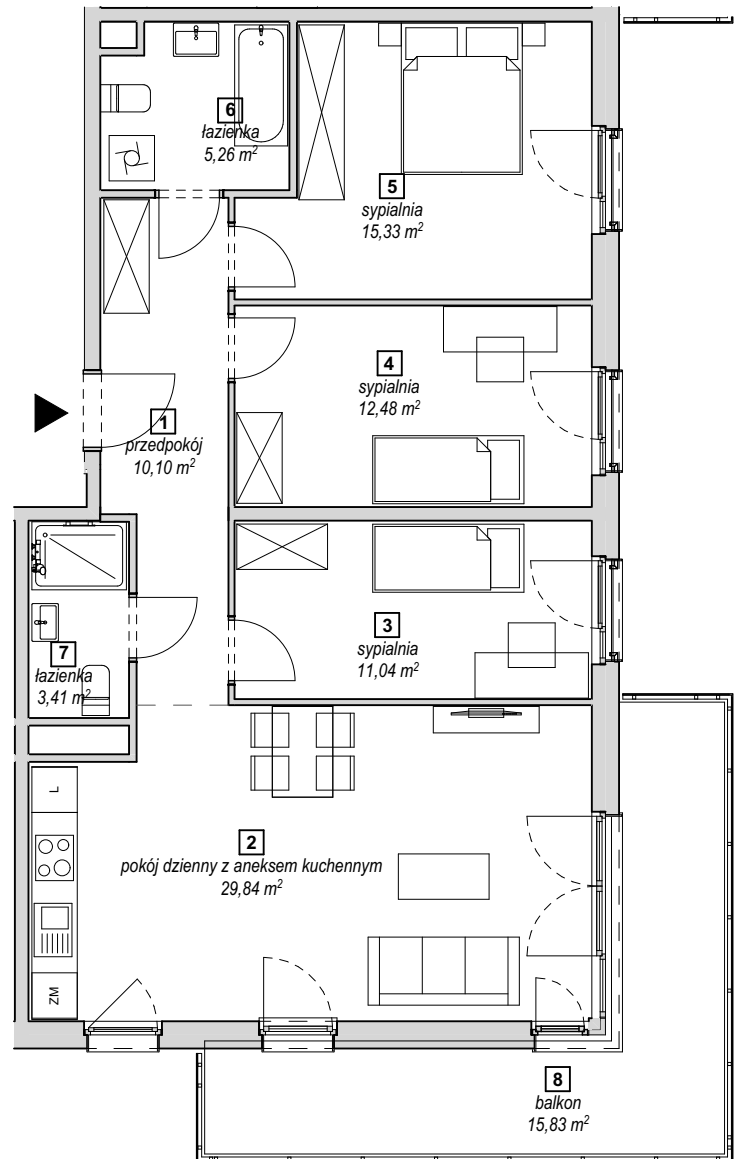 6
łazienka
5,26 m²
5
sypialnia
15,33 m²
4
sypialnia
12,48 m²
1
przedpokój
10,10 m²
3
sypialnia
11,04 m²
7
łazienka
3,41 m²
L
2
pokój dzienny z aneksem kuchennym
29,84 m²
ZM
8
balkon
15,83 m²